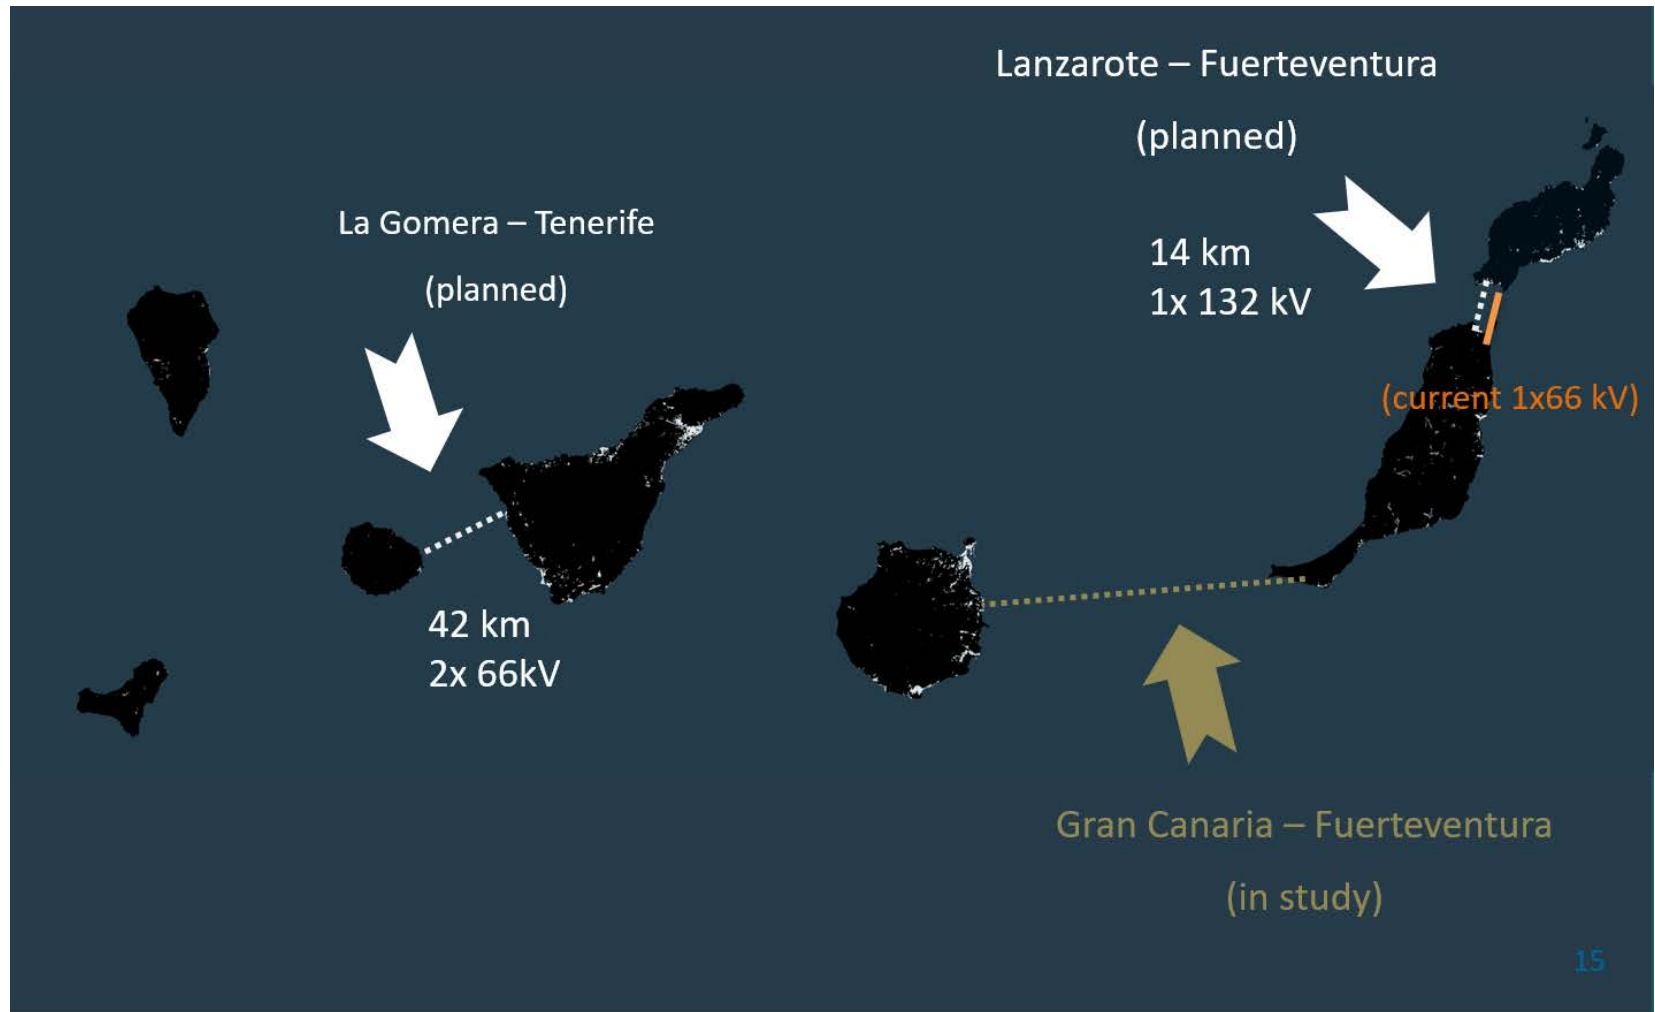 Lanzarote – Fuerteventura
(planned)
La Gomera – Tenerife
(planned)
14 km
1x 132 kV
(current 1x66 kV)
42 km
2x 66kV
Gran Canaria – Fuerteventura
(in study)
15